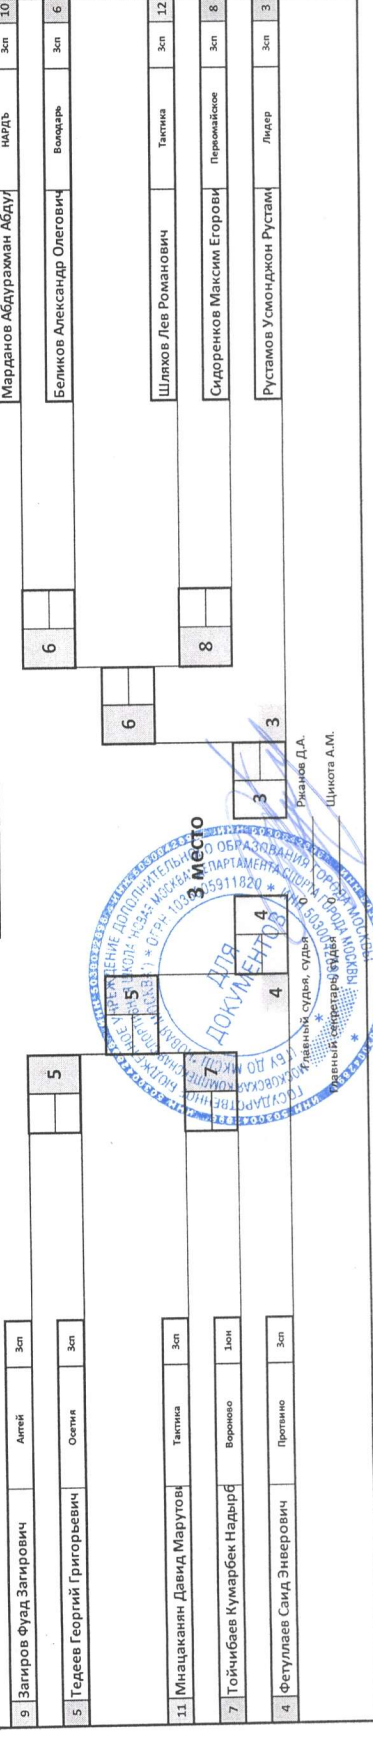 9 Загиров Фуад Загирович Антей 3сп
5 Тедеев Георгий Григорьевич Осетия 3сп
11 Мнацаканян Давид Марутови Тактика 3сп
7 Тойчибаев Кумарбек Надырб Вороново 1юн
4 Фетуллаев Саид Энверович Протвино 3сп
5
7
5
4
4
3 место
ДЛЯ
ДОКУМЕНТОВ
3
3
6
6
8
Марданов Абдурахман Абдул НАРДЪ 3сп 10
Беликов Александр Олегович Володарь 3сп 6
Шляхов Лев Романович Тактика 3сп 12
Сидоренков Максим Егорови Первомайское 3сп 8
Рустамов Усмонджон Рустам Лидер 3сп 3
Главный судья, судья 0 Ржанов Д.А.
Главный секретарь, судья 0 Щикота А.М.